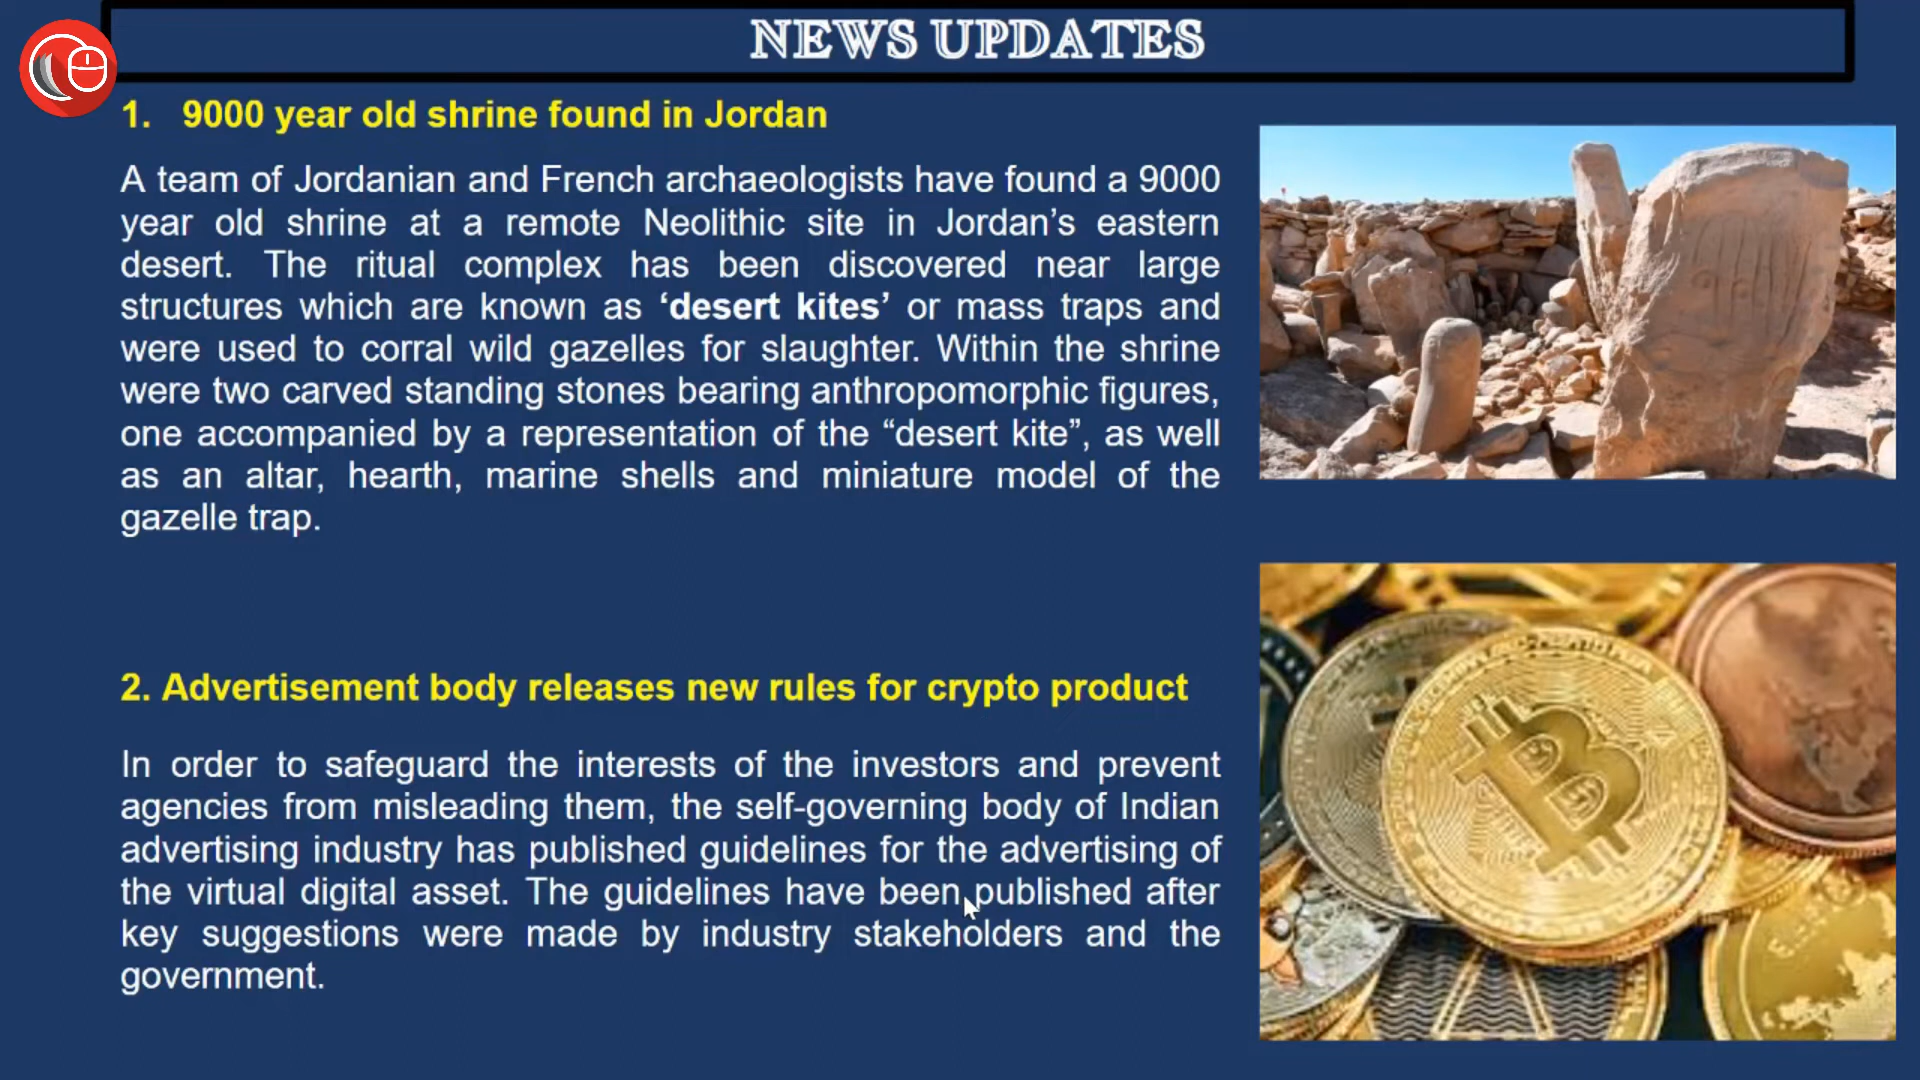 NEWS UPDATES
1. 9000 year old shrine found in Jordan
A team of Jordanian and French archaeologists have found a 9000
year old shrine at a remote Neolithic site in Jordan’s eastern
desert. The ritual complex has been discovered near large
structures which are known as ‘desert kites’ or mass traps and
were used to corral wild gazelles for slaughter. Within the shrine
were two carved standing stones bearing anthropomorphic figures,
one accompanied by a representation of the “desert kite”, as well
as an altar, hearth, marine shells and miniature model of the
gazelle trap.
2. Advertisement body releases new rules for crypto product
In order to safeguard the interests of the investors and prevent
agencies from misleading them, the self-governing body of Indian
advertising industry has published guidelines for the advertising of
the virtual digital asset. The guidelines have been published after
key suggestions were made by industry stakeholders and the
government.